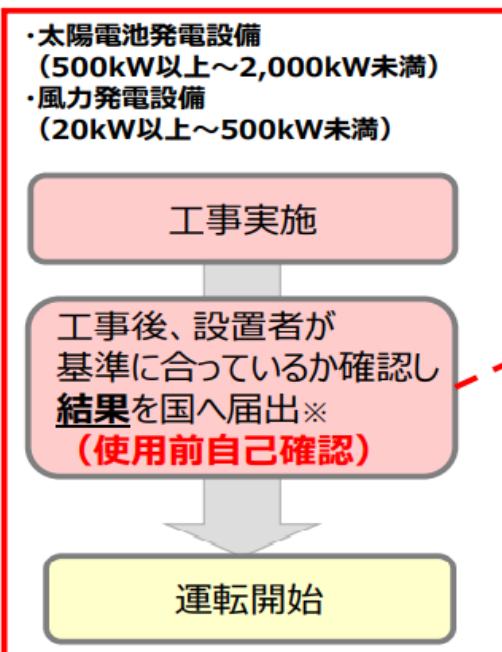 ・太陽電池発電設備
（500kW以上～2,000kW未満）
・風力発電設備
（20kW以上～500kW未満）
工事実施
工事後、設置者が
基準に合っているか確認し
結果を国へ届出※
（使用前自己確認）
運転開始